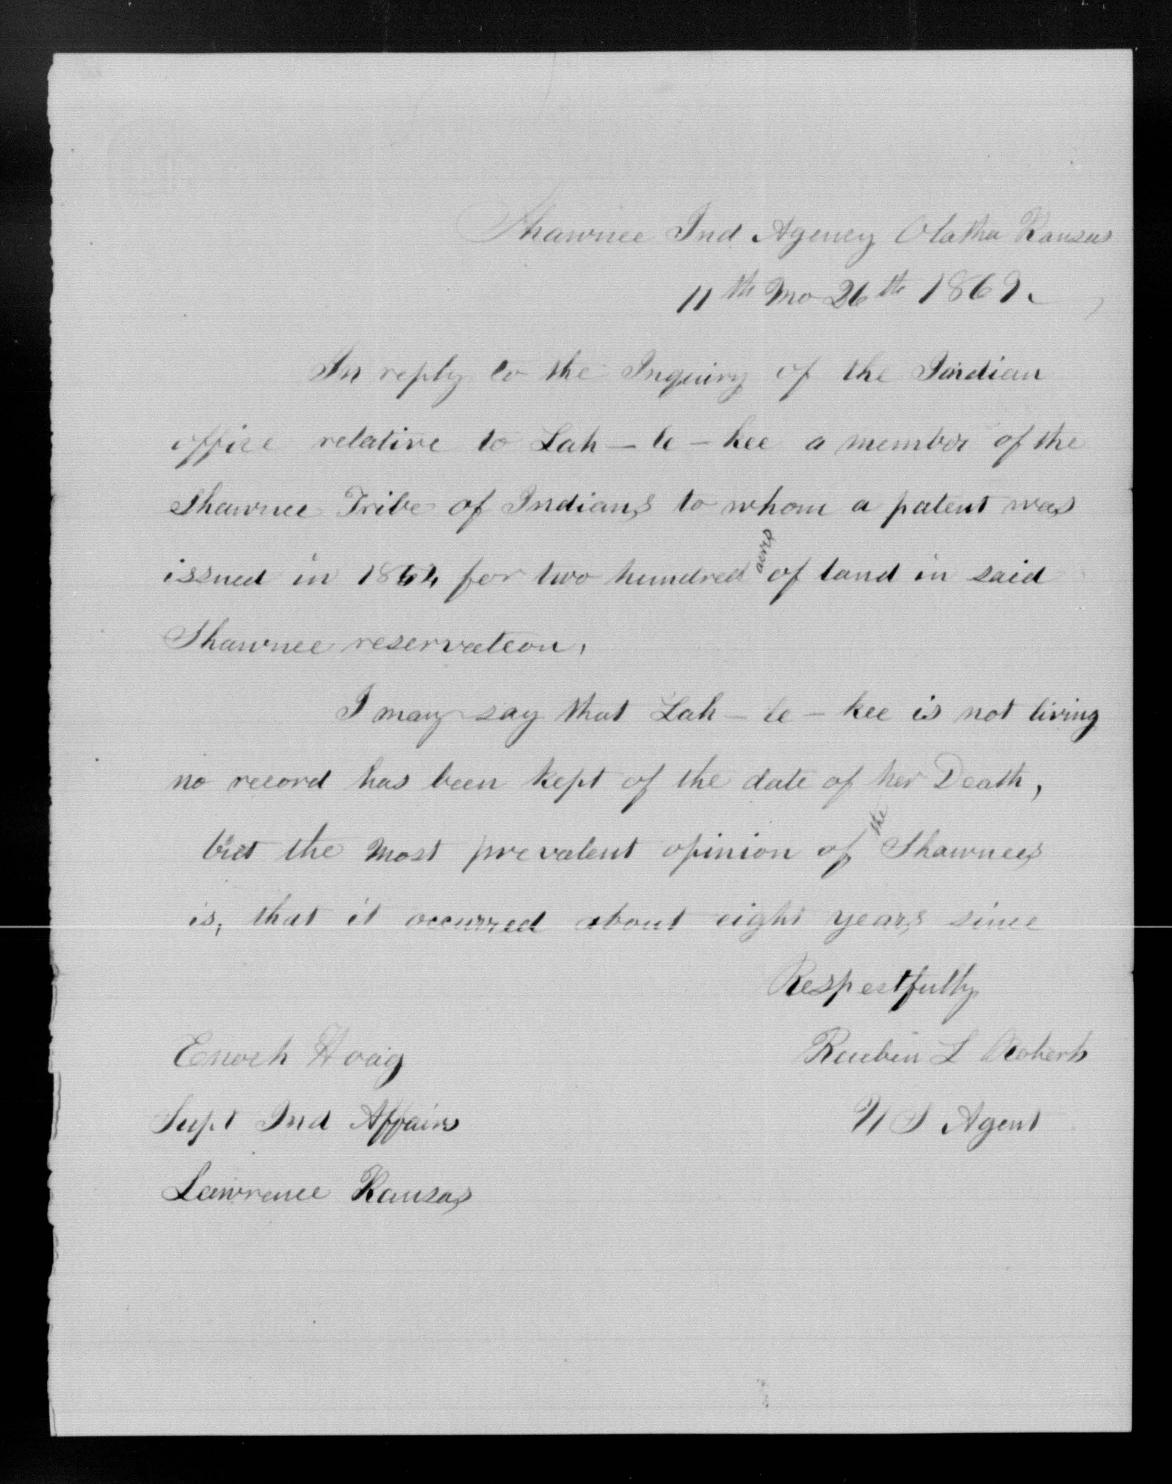 Shawnee Ind Agency Olatha Kansas
11th Mo 26th 1869.
In reply to the Inquiry of the Indian
office relative to Lah - le - kee a member of the
Shawnee Tribe of Indians to whom a patent was
issued in 1864 for two hundred acres of land in said
Shawnee reservation,
I may say that Lah - le - kee is not living
no record has been kept of the date of her Death,
but the most prevalent opinion of the Shawnees
is, that it occurred about eight years since
Respectfully
Reubin L Roberts
U S Agent
Enoch Hoag
Supt Ind Affairs
Lawrence Kansas